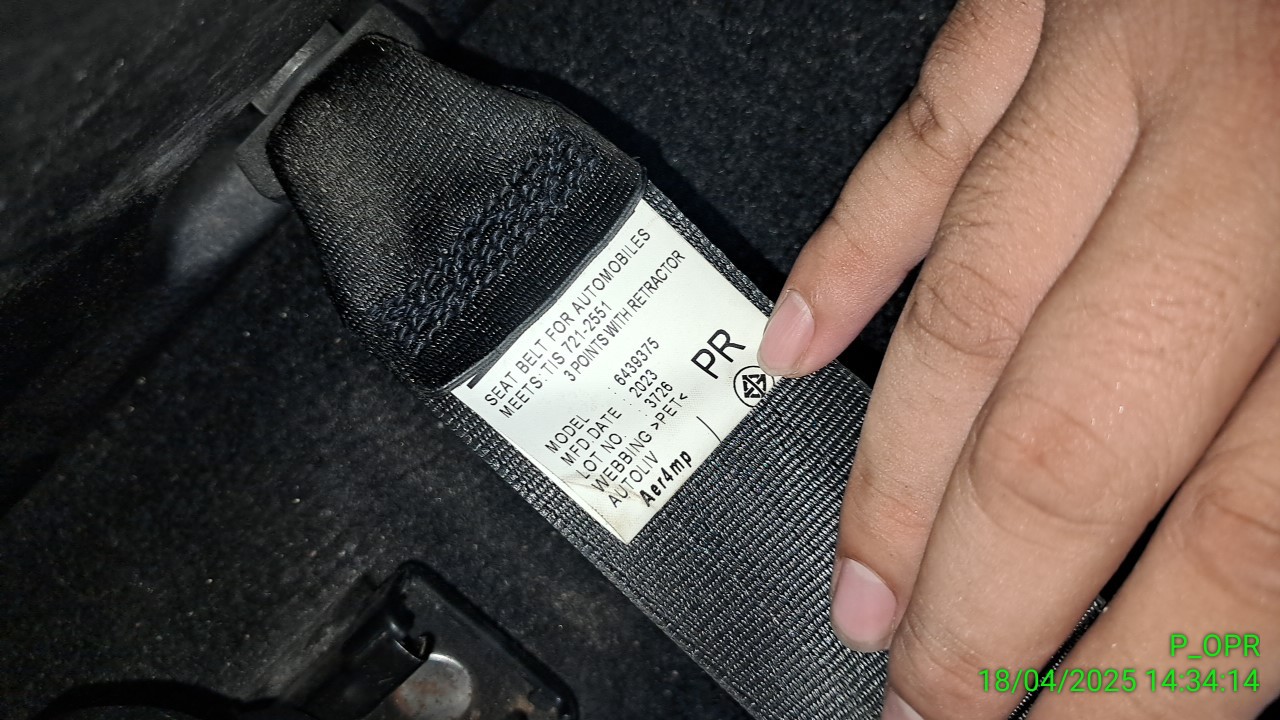 SEAT BELT FOR AUTOMOBILES
MEETS:TIS 721-2551
3 POINTS WITH RETRACTOR
MODEL : 6439375
MFD DATE : 2023
LOT NO. : 3726
WEBBING >PET<
AUTOLIV
Aer4mp
PR
P_OPR
18/04/2025 14:34:14